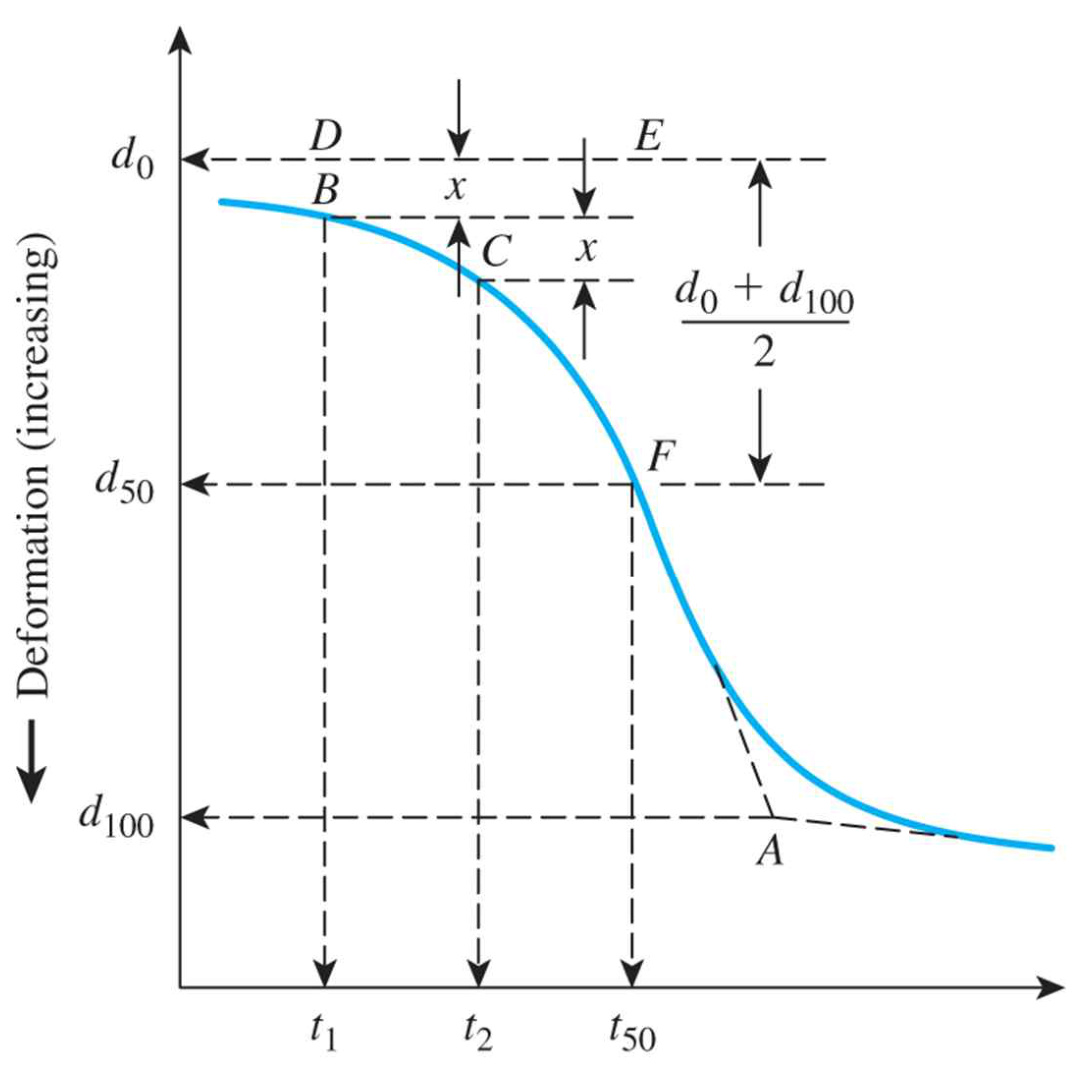 D
E
d0
B
x
C
x
d0 + d100
2
Deformation (increasing)
F
d50
d100
A
t1
t2
t50